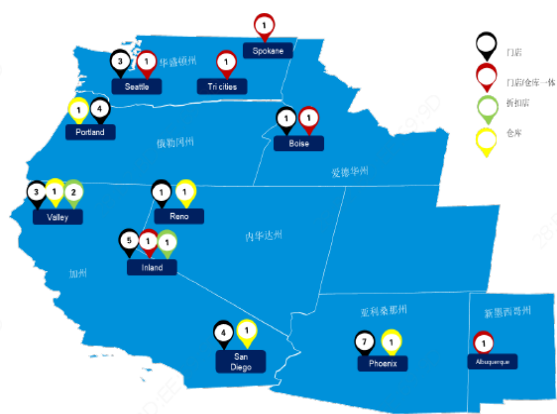 1
Spokane
门店
3
1
华盛顿州
1
门店/仓库一体
Seattle
Tri cities
折扣店
1
4
Portland
1
1
仓库
俄勒冈州
Boise
爱德华州
3
1
2
1
1
Valley
Reno
5
1
1
内华达州
Inland
加州
亚利桑那州
新墨西哥州
4
1
7
1
1
San
Diego
Phoenix
Albuquerque